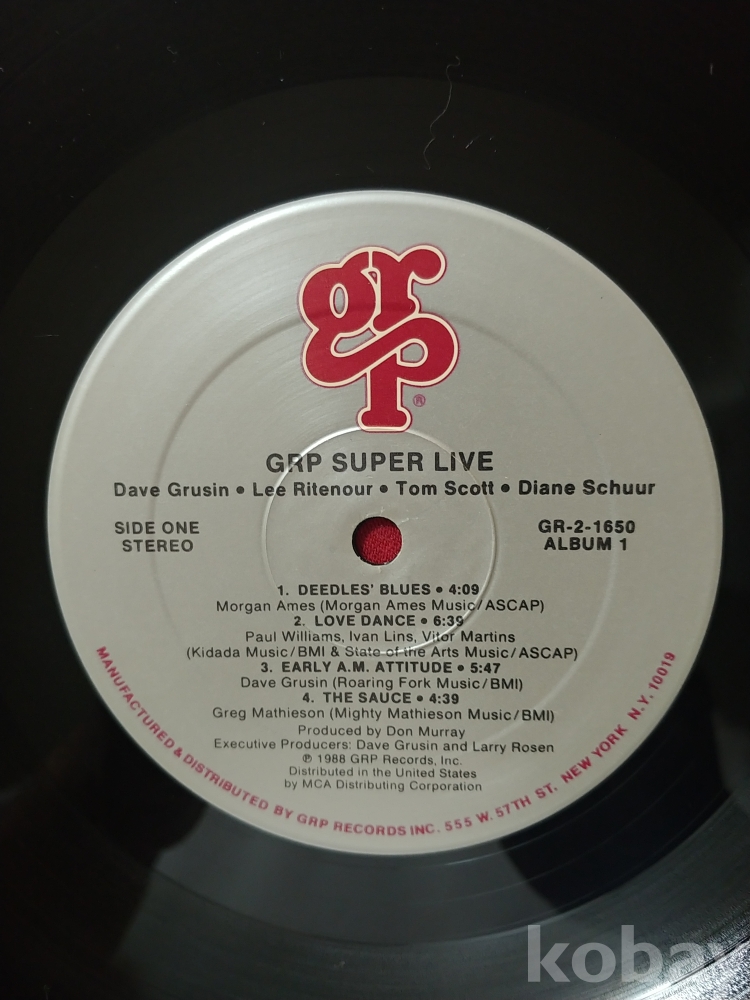 grp
®
GRP SUPER LIVE
Dave Grusin • Lee Ritenour • Tom Scott • Diane Schuur
SIDE ONE
STEREO
GR-2-1650
ALBUM 1
1. DEEDLES' BLUES • 4:09
Morgan Ames (Morgan Ames Music/ASCAP)
2. LOVE DANCE • 6:39
Paul Williams, Ivan Lins, Vitor Martins
(Kidada Music/BMI & State of the Arts Music/ASCAP)
3. EARLY A.M. ATTITUDE • 5:47
Dave Grusin (Roaring Fork Music/BMI)
4. THE SAUCE • 4:39
Greg Mathieson (Mighty Mathieson Music/BMI)
Produced by Don Murray
Executive Producers: Dave Grusin and Larry Rosen
℗ 1988 GRP Records, Inc.
Distributed in the United States
by MCA Distributing Corporation
MANUFACTURED & DISTRIBUTED BY GRP RECORDS INC. 555 W. 57TH ST. NEW YORK N.Y. 10019